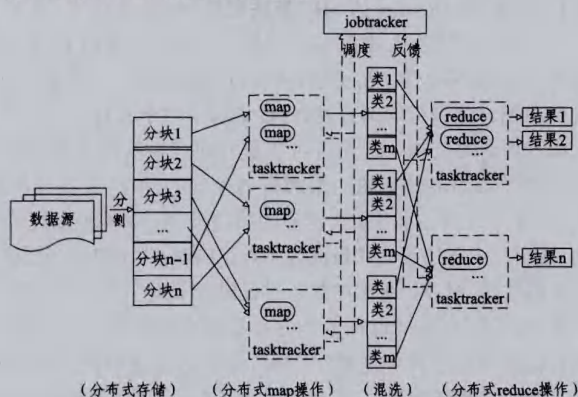 jobtracker
调度 反馈
数据源
分割
分块1
分块2
分块3
...
分块n-1
分块n
map
map
...
tasktracker
map
...
tasktracker
map
...
tasktracker
类1
类2
...
类m
类1
类2
...
类m
类1
类2
...
类m
reduce
reduce
...
tasktracker
reduce
...
tasktracker
结果1
结果2
结果n
(分布式存储) (分布式map操作) (混洗) (分布式reduce操作)